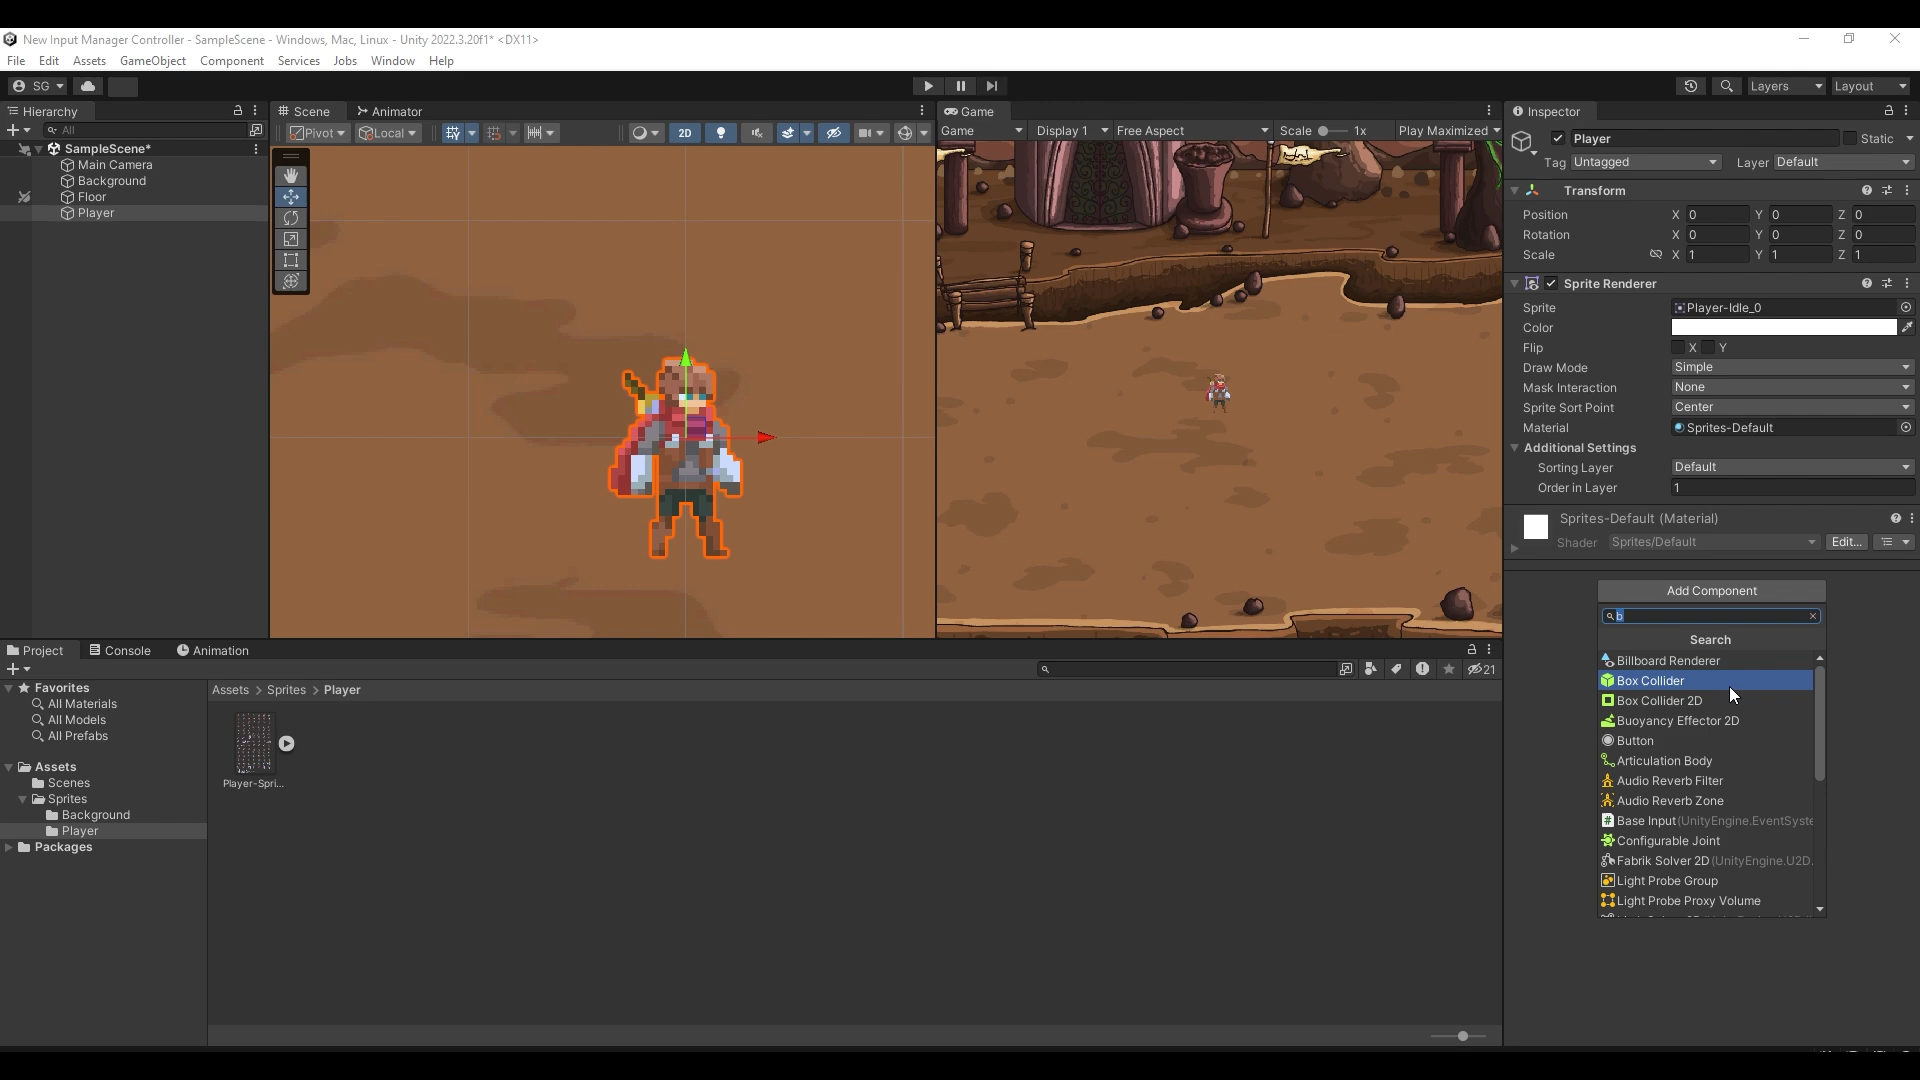 New Input Manager Controller - SampleScene - Windows, Mac, Linux - Unity 2022.3.20f1* <DX11>
File Edit Assets GameObject Component Services Jobs Window Help
SG Layers Layout
Hierarchy
All
SampleScene*
Main Camera
Background
Floor
Player
Scene Animator
Pivot Local 2D
Game
Game Display 1 Free Aspect Scale 1x Play Maximized
Inspector
Player Static
Tag Untagged Layer Default
Transform
Position X 0 Y 0 Z 0
Rotation X 0 Y 0 Z 0
Scale X 1 Y 1 Z 1
Sprite Renderer
Sprite Player-Idle_0
Color
Flip X Y
Draw Mode Simple
Mask Interaction None
Sprite Sort Point Center
Material Sprites-Default
Additional Settings
Sorting Layer Default
Order in Layer 1
Sprites-Default (Material)
Shader Sprites/Default Edit...
Add Component
b
Search
Billboard Renderer
Box Collider
Box Collider 2D
Buoyancy Effector 2D
Button
Articulation Body
Audio Reverb Filter
Audio Reverb Zone
Base Input (UnityEngine.EventSyste
Configurable Joint
Fabrik Solver 2D (UnityEngine.U2D.
Light Probe Group
Light Probe Proxy Volume
Project Console Animation
21
Favorites
All Materials
All Models
All Prefabs
Assets
Scenes
Sprites
Background
Player
Packages
Assets > Sprites > Player
Player-Spri...